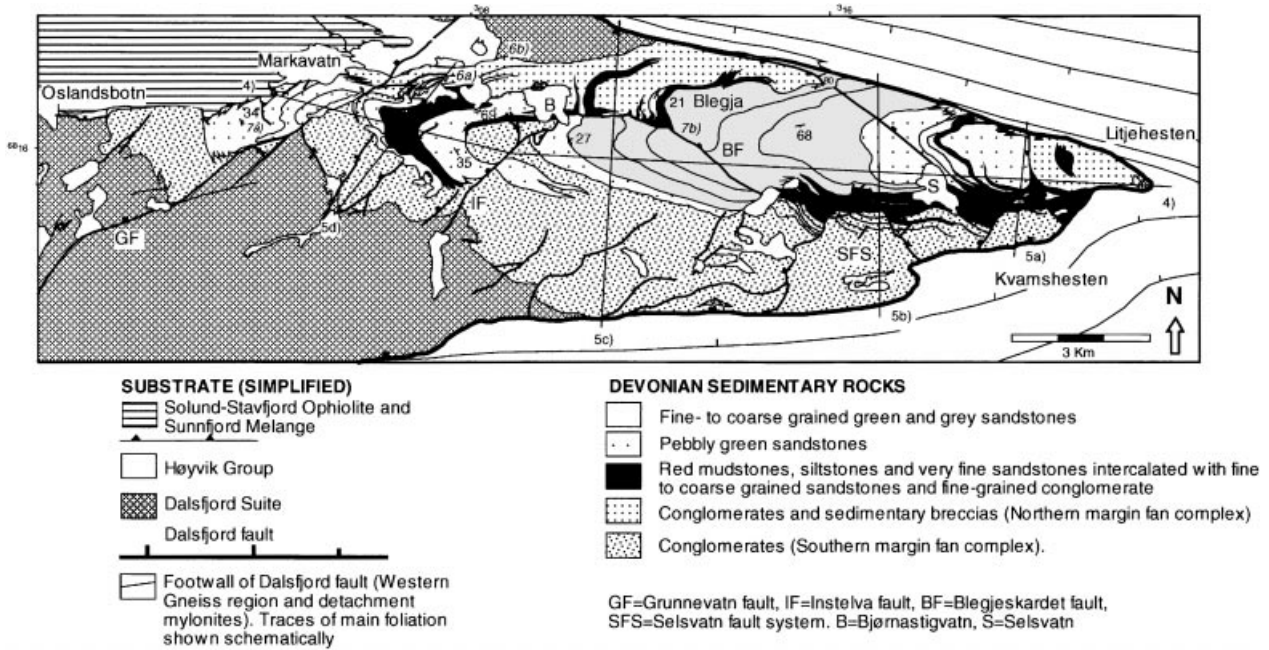 308
316
Markavatn
6b)
6a)
4)
Oslandsbotn
34
7a)
6c)
B
21 Blegja
80
7b)
68
27
BF
Litjehesten
68 16
35
S
IF
4)
5d)
GF
SFS
5a)
Kvamshesten
N
5b)
5c)
3 Km
SUBSTRATE (SIMPLIFIED)
Solund-Stavfjord Ophiolite and
Sunnfjord Melange
Høyvik Group
Dalsfjord Suite
Dalsfjord fault
Footwall of Dalsfjord fault (Western
Gneiss region and detachment
mylonites). Traces of main foliation
shown schematically
DEVONIAN SEDIMENTARY ROCKS
Fine- to coarse grained green and grey sandstones
Pebbly green sandstones
Red mudstones, siltstones and very fine sandstones intercalated with fine
to coarse grained sandstones and fine-grained conglomerate
Conglomerates and sedimentary breccias (Northern margin fan complex)
Conglomerates (Southern margin fan complex).
GF=Grunnevatn fault, IF=Instelva fault, BF=Blegjeskardet fault,
SFS=Selsvatn fault system. B=Bjørnastigvatn, S=Selsvatn